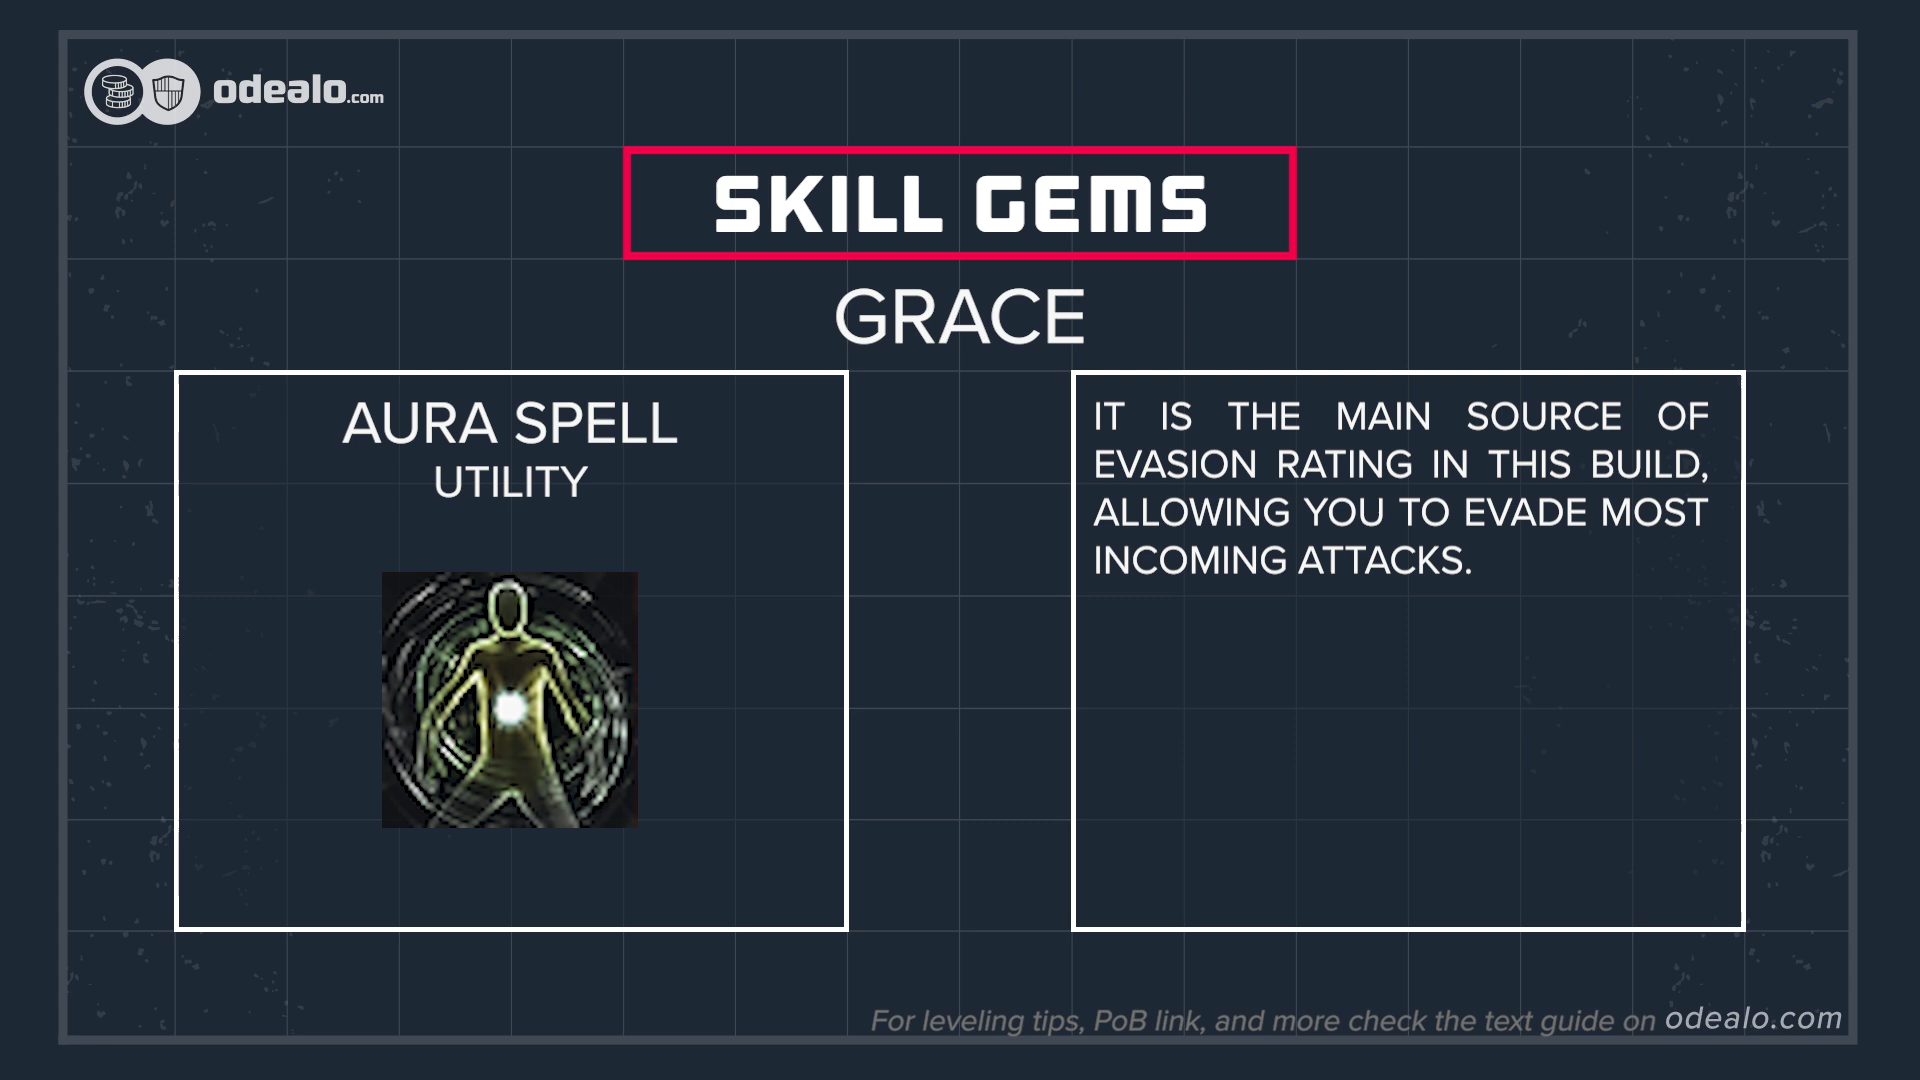 odealo.com
SKILL GEMS
GRACE
AURA SPELL
UTILITY
IT IS THE MAIN SOURCE OF
EVASION RATING IN THIS BUILD,
ALLOWING YOU TO EVADE MOST
INCOMING ATTACKS.
For leveling tips, PoB link, and more check the text guide on odealo.com